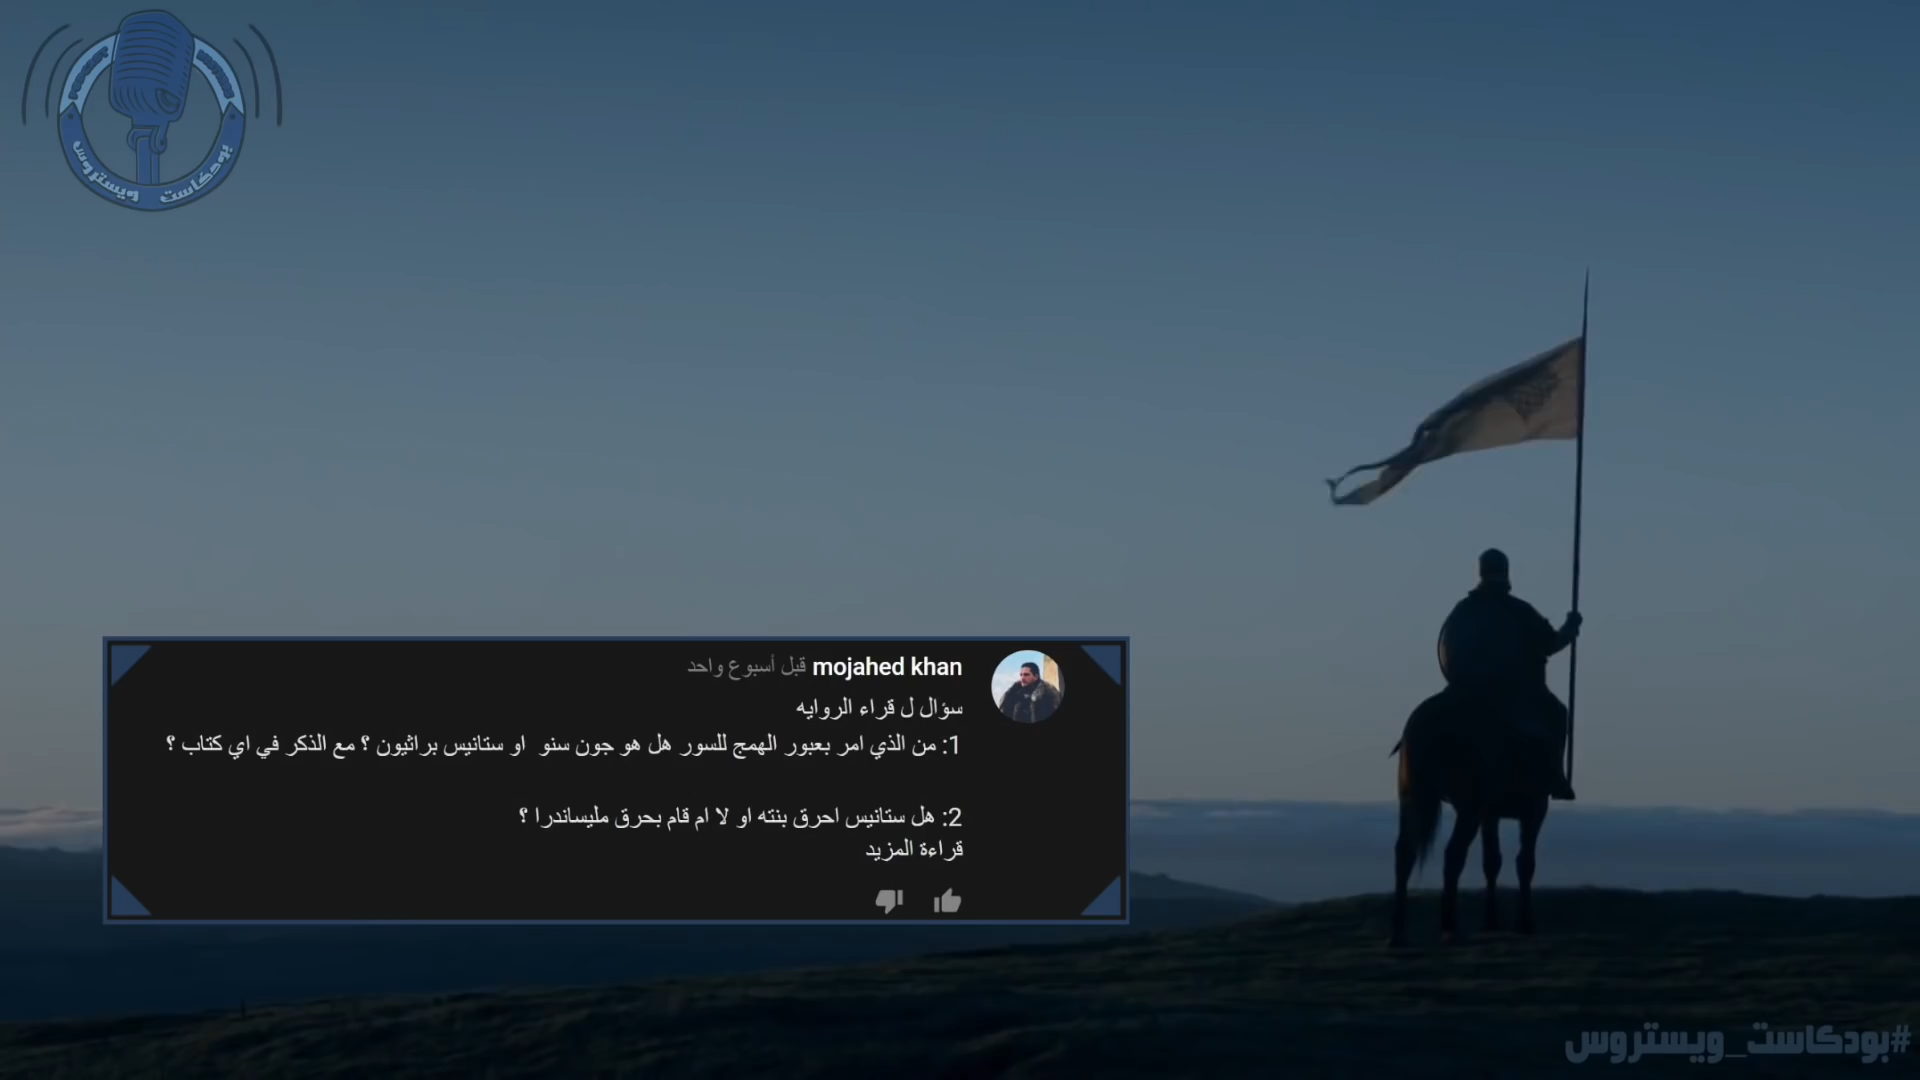 بودكاست ويستروس
mojahed khan قبل أسبوع واحد
سؤال ل قراء الروايه
1: من الذي امر بعبور الهمج للسور هل هو جون سنو او ستانيس براثيون ؟ مع الذكر في اي كتاب ؟
2: هل ستانيس احرق بنته او لا ام قام بحرق مليساندرا ؟
قراءة المزيد
#بودكاست_ويستروس